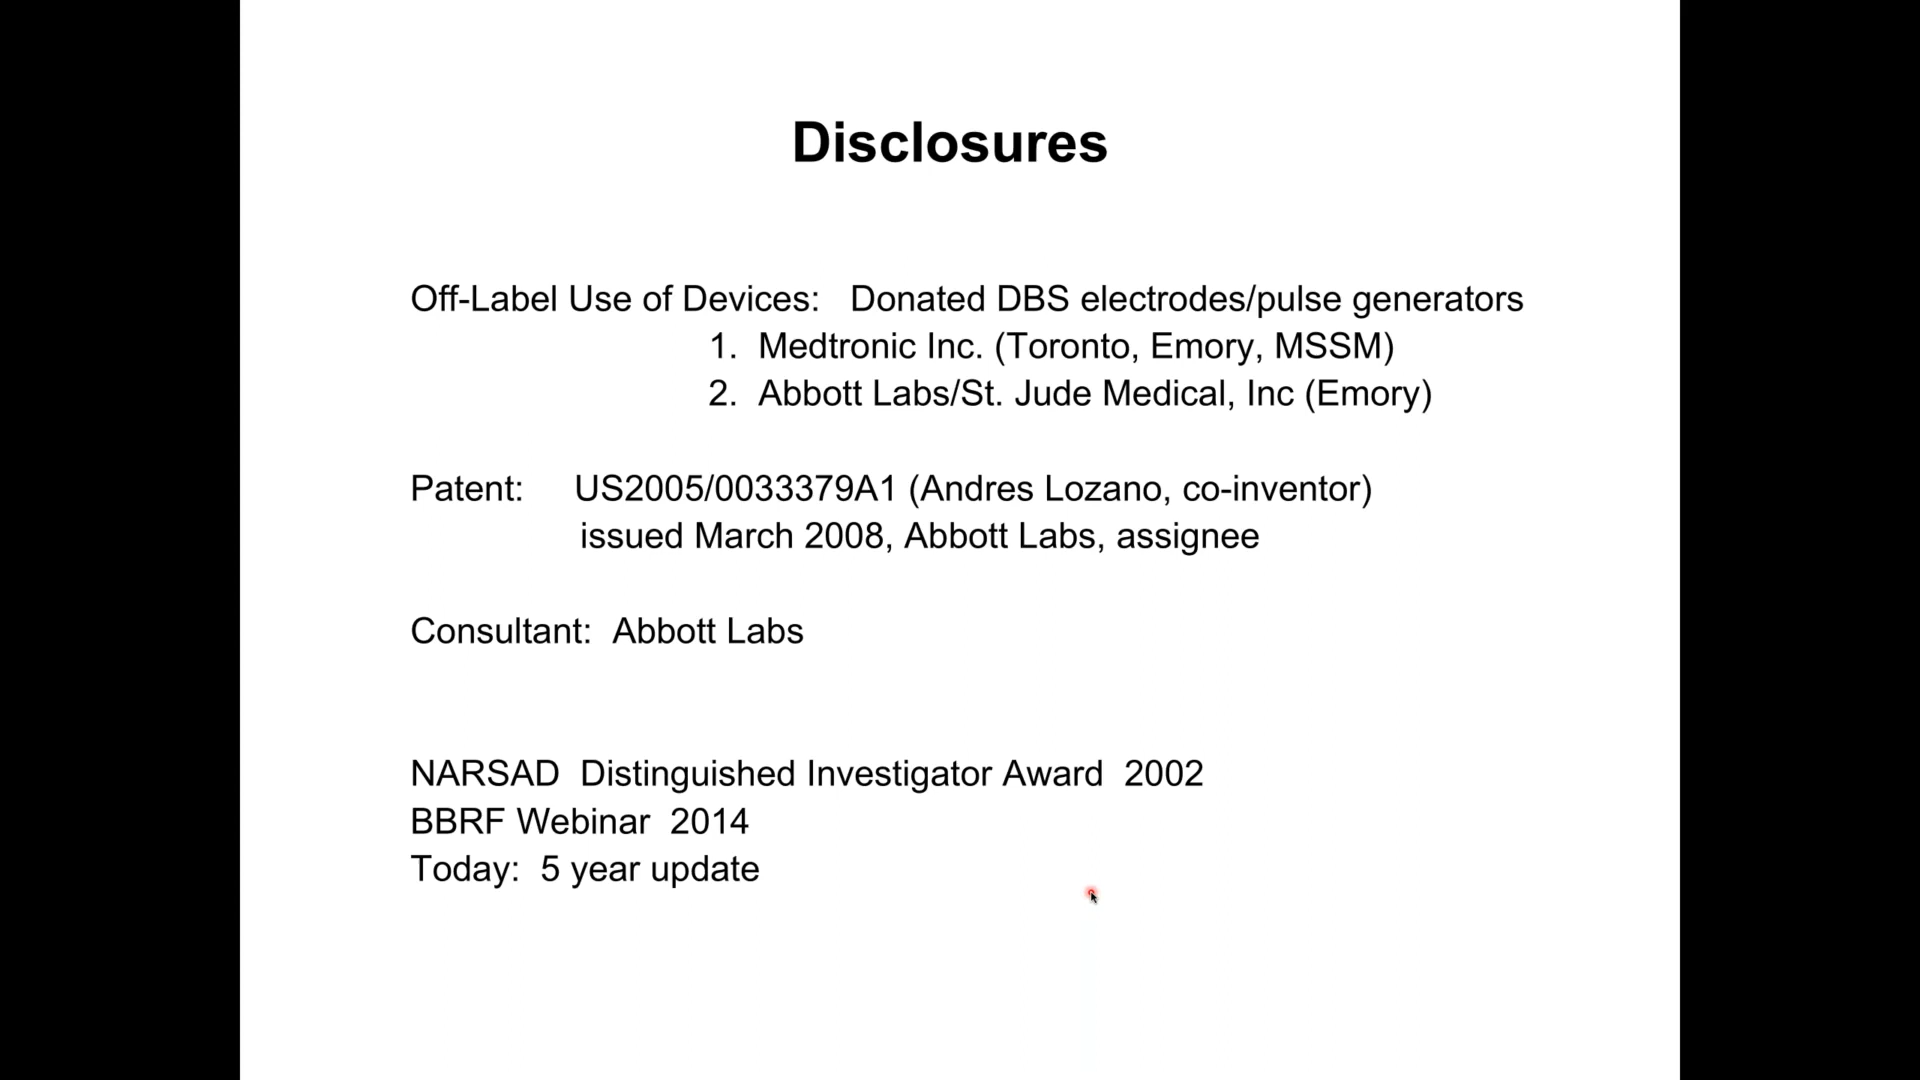 Disclosures
Off-Label Use of Devices: Donated DBS electrodes/pulse generators
1. Medtronic Inc. (Toronto, Emory, MSSM)
2. Abbott Labs/St. Jude Medical, Inc (Emory)
Patent: US2005/0033379A1 (Andres Lozano, co-inventor)
issued March 2008, Abbott Labs, assignee
Consultant: Abbott Labs
NARSAD Distinguished Investigator Award 2002
BBRF Webinar 2014
Today: 5 year update